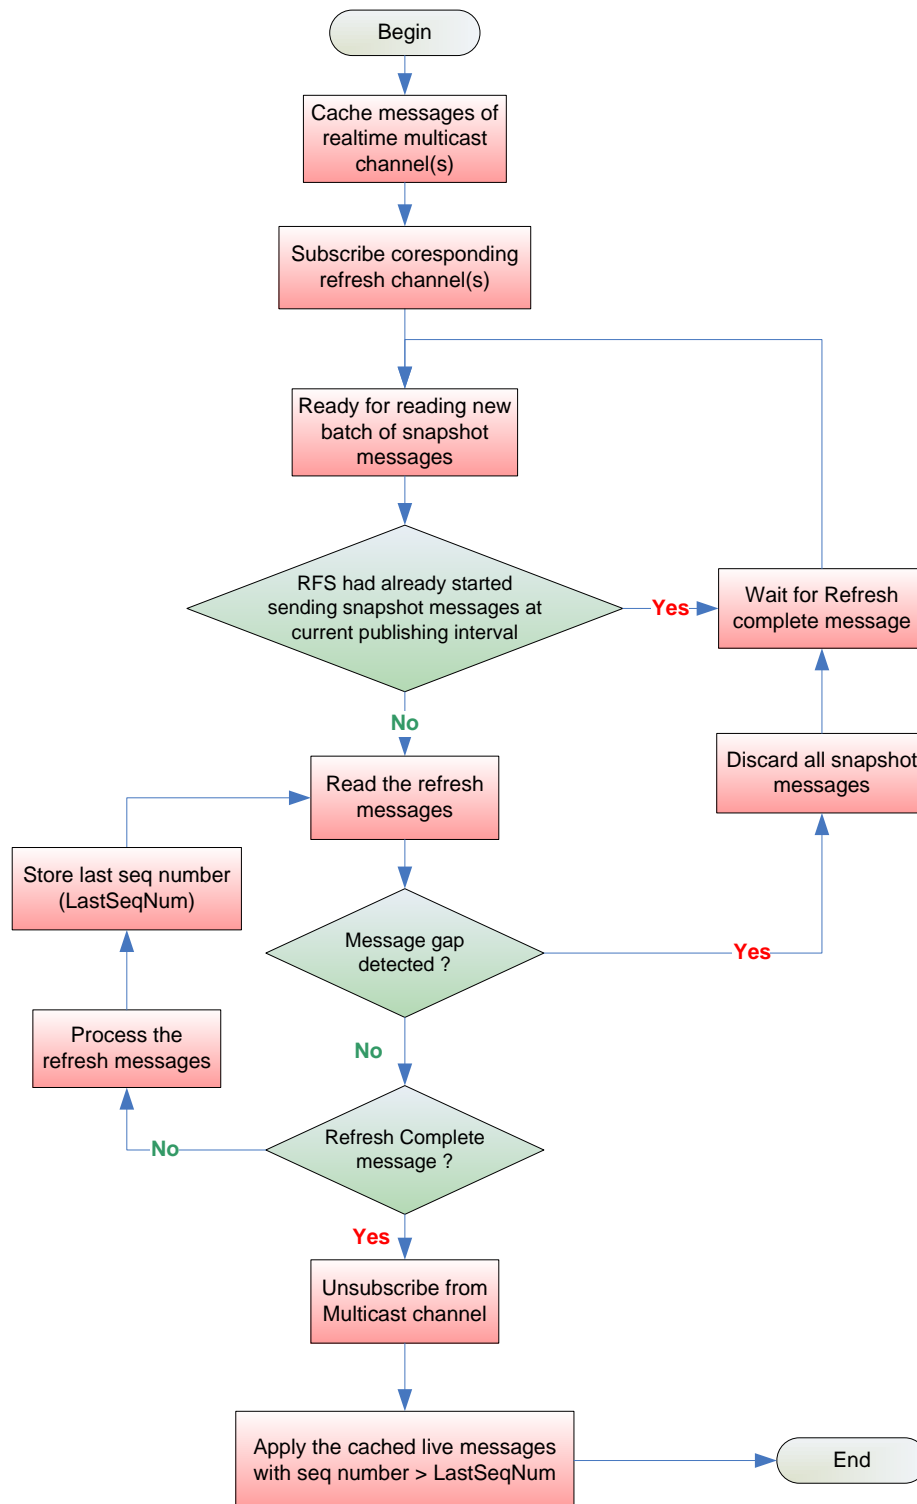 Begin
Cache messages of
realtime multicast
channel(s)
Subscribe coresponding
refresh channel(s)
Ready for reading new
batch of snapshot
messages
RFS had already started
sending snapshot messages at
current publishing interval
Yes
Wait for Refresh
complete message
No
Discard all snapshot
messages
Read the refresh
messages
Store last seq number
(LastSeqNum)
Message gap
detected ?
Yes
Process the
refresh messages
No
Refresh Complete
message ?
No
Yes
Unsubscribe from
Multicast channel
Apply the cached live messages
with seq number > LastSeqNum
End